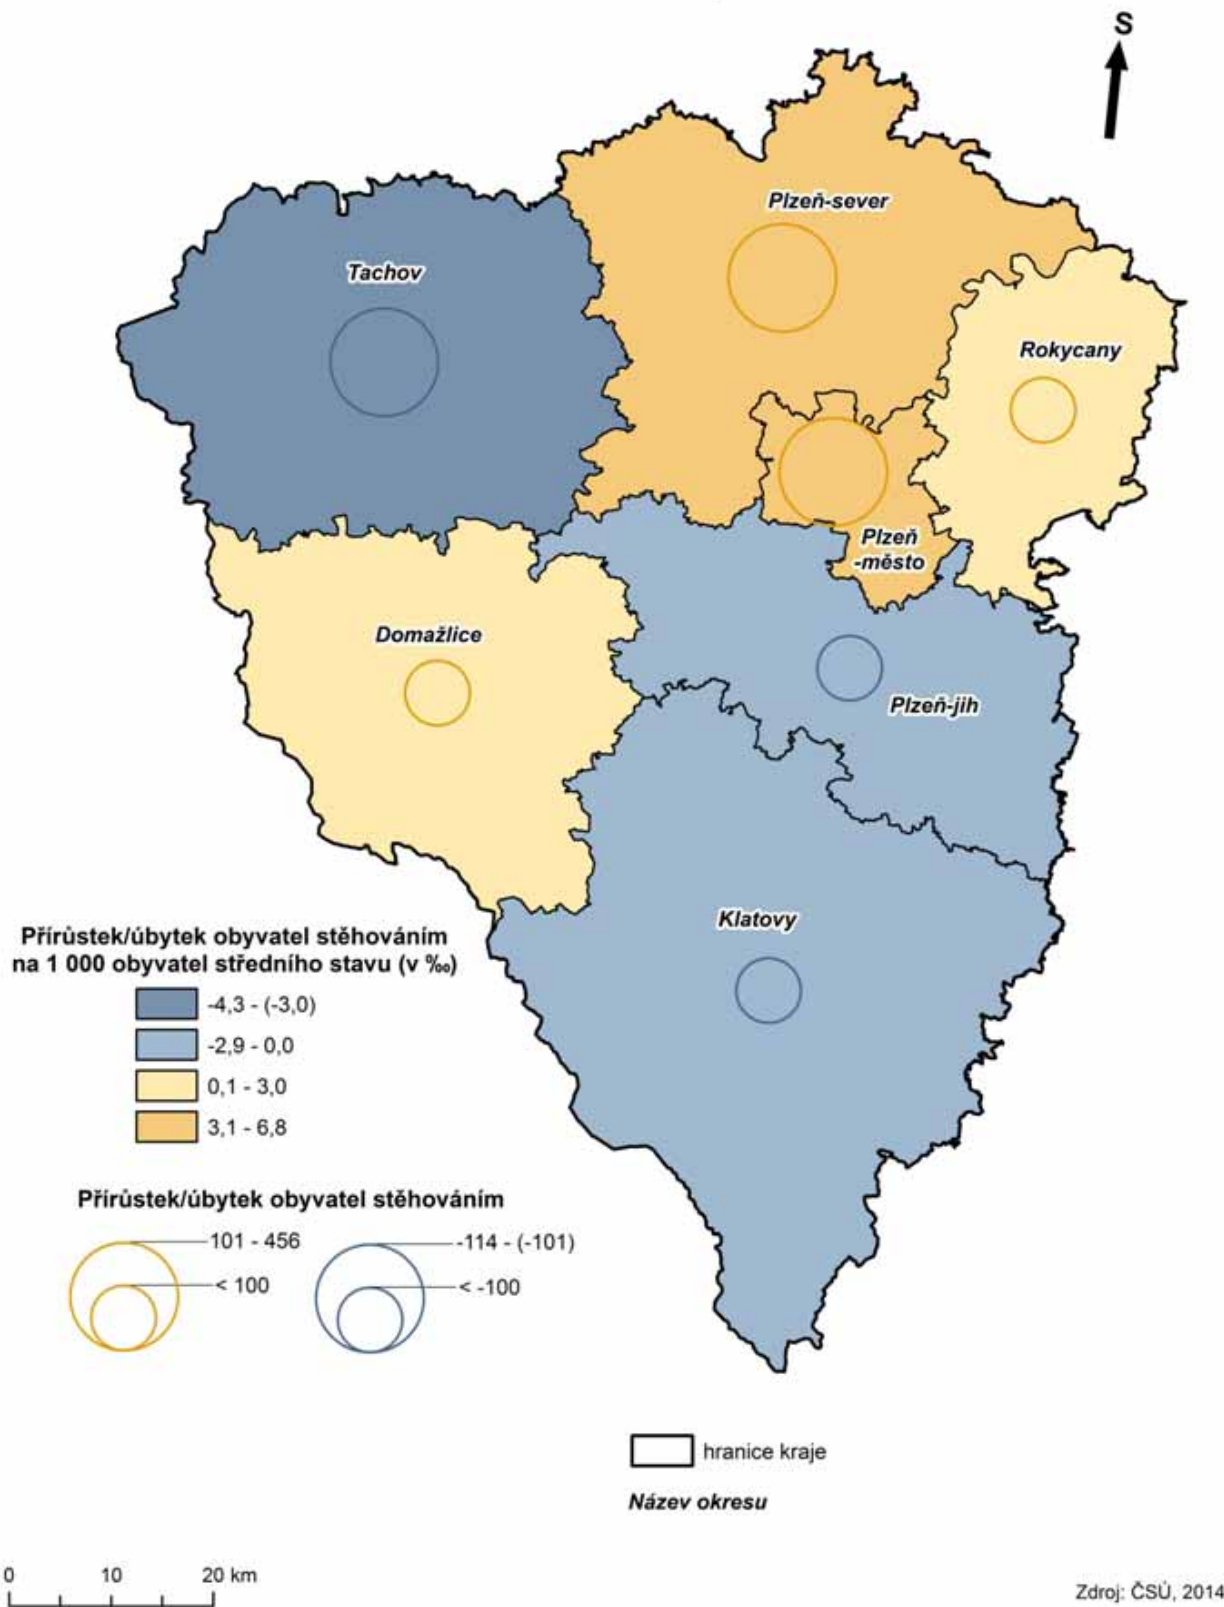 S
Plzeň-sever
Tachov
Rokycany
Plzeň
-město
Domažlice
Plzeň-jih
Klatovy
Přírůstek/úbytek obyvatel stěhováním
na 1 000 obyvatel středního stavu (v ‰)
-4,3 - (-3,0)
-2,9 - 0,0
0,1 - 3,0
3,1 - 6,8
Přírůstek/úbytek obyvatel stěhováním
101 - 456
< 100
-114 - (-101)
< -100
hranice kraje
Název okresu
0 10 20 km
Zdroj: ČSÚ, 2014